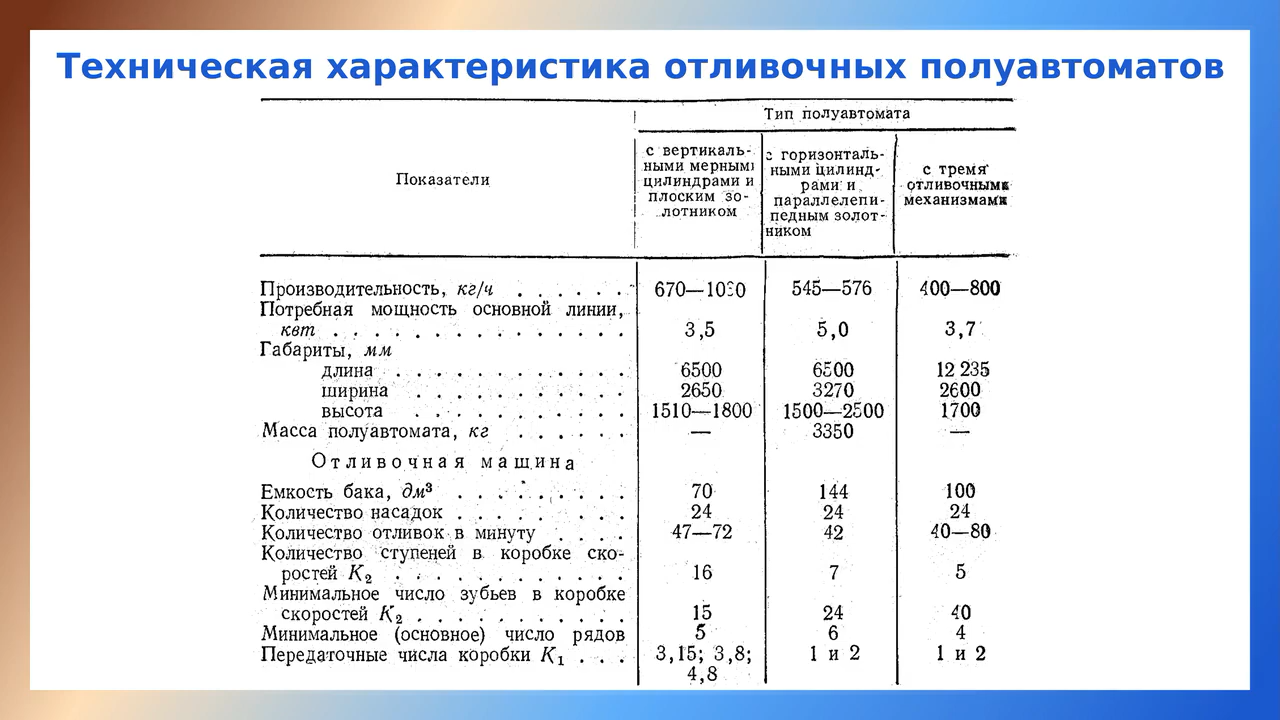 Техническая характеристика отливочных полуавтоматов
Тип полуавтомата
Показатели
с вертикаль-
ными мерными
цилиндрами и
плоским зо-
лотником
с горизонталь-
ными цилинд-
рами и
параллелепи-
педным золот-
ником
с тремя
отливочными
механизмами
Производительность, кг/ч . . . . . . 545—576 400—800
Потребная мощность основной линии,
квт . . . . . . . . . . . . . . . 3,5 5,0 3,7
Габариты, мм
длина . . . . . . . . . . . . 6500 6500 12 235
ширина . . . . . . . . . . . 2650 3270 2600
высота . . . . . . . . . . . 1510—1800 1500—2500 1700
Масса полуавтомата, кг . . . . . . — 3350 —
Отливочная машина
Емкость бака, дм³ . . . . . . . . . 70 144 100
Количество насадок . . . . . . . . . 24 24 24
Количество отливок в минуту . . . . 47—72 42 40—80
Количество ступеней в коробке ско-
ростей K₂ . . . . . . . . . . . . 16 7 5
Минимальное число зубьев в коробке
скоростей K₂ . . . . . . . . . . . 15 24 40
Минимальное (основное) число рядов 5 6 4
Передаточные числа коробки K₁ . . . 3,15; 3,8; 1 и 2 1 и 2
4,8